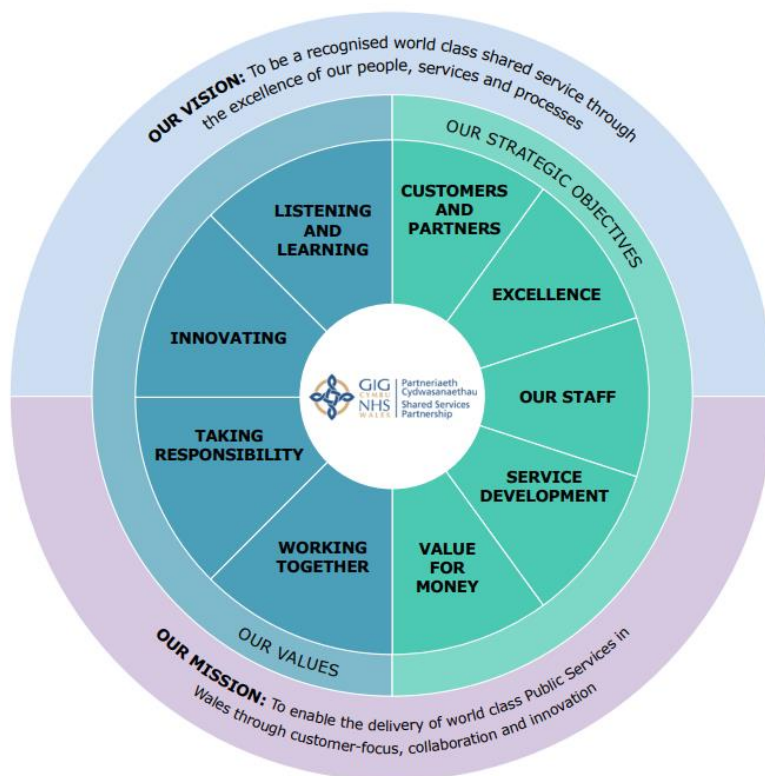 OUR VISION: To be a recognised world class shared service through
the excellence of our people, services and processes
OUR STRATEGIC OBJECTIVES
CUSTOMERS
AND
PARTNERS
EXCELLENCE
OUR STAFF
SERVICE
DEVELOPMENT
VALUE
FOR
MONEY
LISTENING
AND
LEARNING
INNOVATING
TAKING
RESPONSIBILITY
WORKING
TOGETHER
OUR VALUES
GIG
CYMRU
NHS
WALES
Partneriaeth
Cydwasanaethau
Shared Services
Partnership
OUR MISSION: To enable the delivery of world class Public Services in
Wales through customer-focus, collaboration and innovation